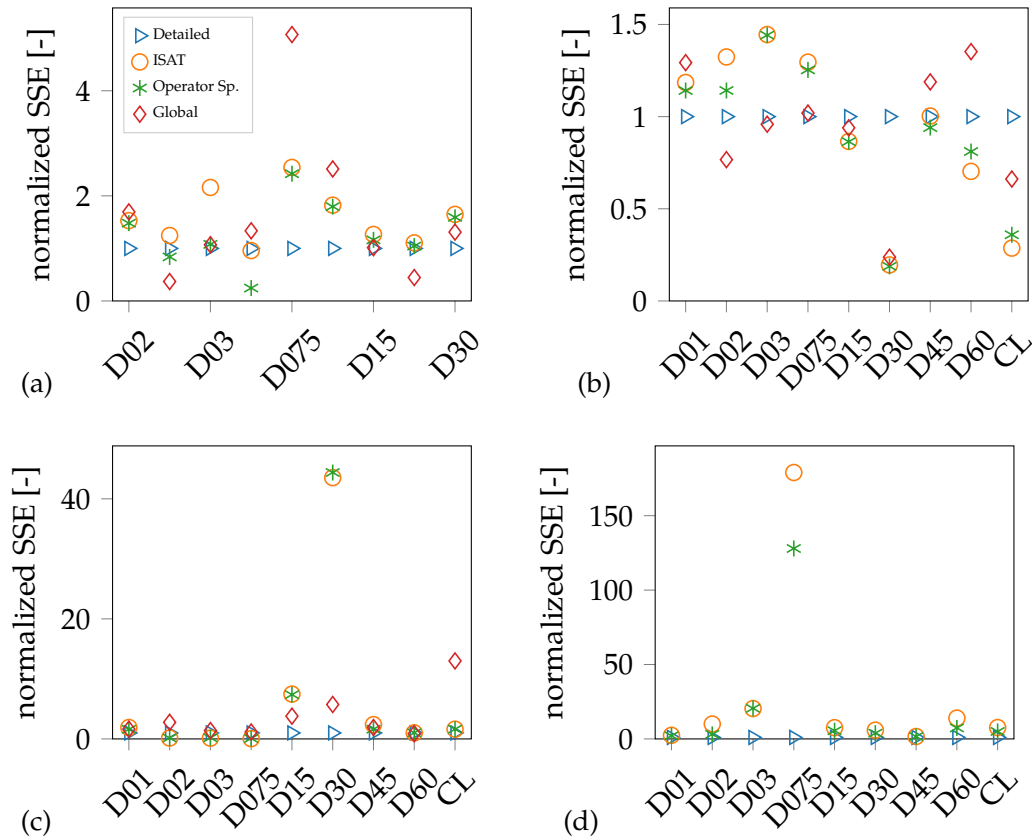 normalized SSE [-]
4
2
0
Detailed
ISAT
Operator Sp.
Global
D02
D03
D075
D15
D30
(a)
normalized SSE [-]
1.5
1
0.5
0
D01
D02
D03
D075
D15
D30
D45
D60
CL
(b)
normalized SSE [-]
40
20
0
D01
D02
D03
D075
D15
D30
D45
D60
CL
(c)
normalized SSE [-]
150
100
50
0
D01
D02
D03
D075
D15
D30
D45
D60
CL
(d)